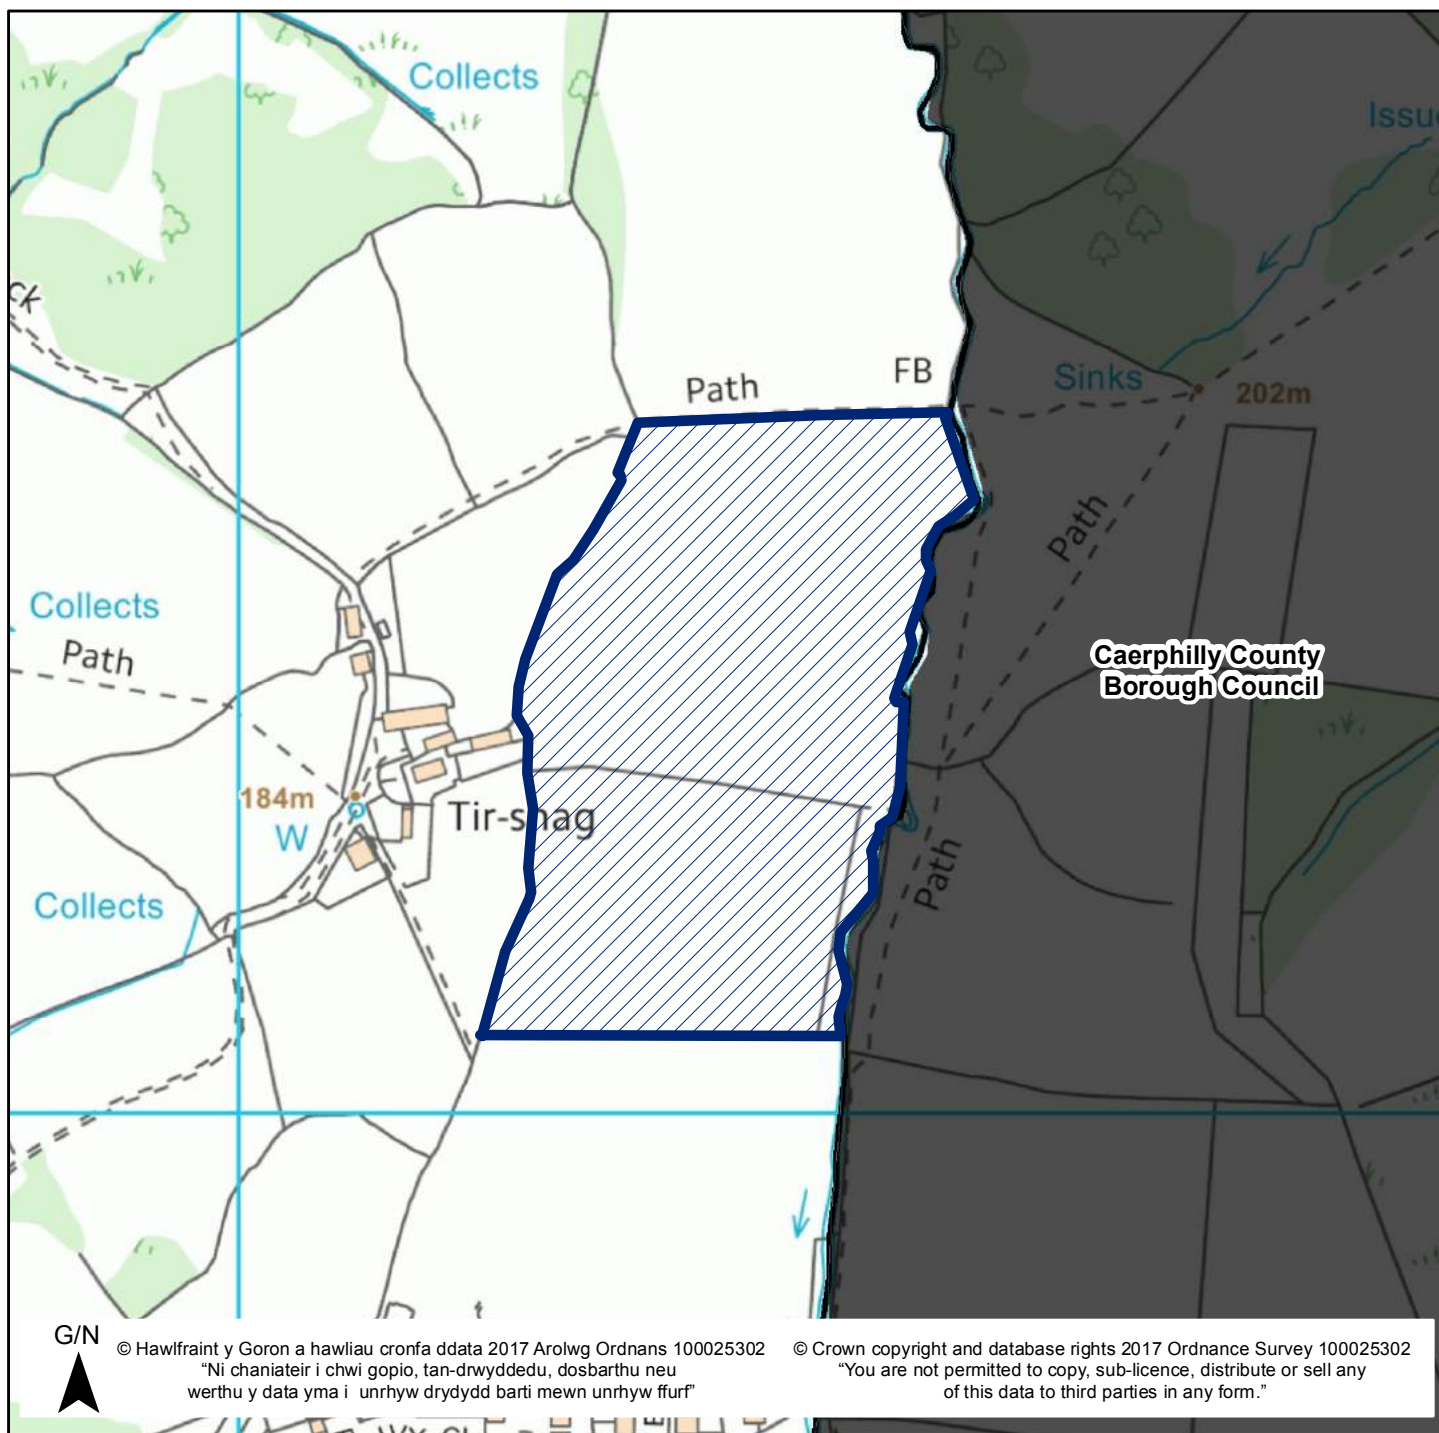 Collects
Issu
ck
Path
FB
Sinks
202m
Path
Collects
Path
Caerphilly County
Borough Council
184m
W
Tir-snag
Path
Collects
G/N
© Hawlfraint y Goron a hawliau cronfa ddata 2017 Arolwg Ordnans 100025302
“Ni chaniateir i chwi gopio, tan-drwyddedu, dosbarthu neu
werthu y data yma i unrhyw drydydd barti mewn unrhyw ffurf”
© Crown copyright and database rights 2017 Ordnance Survey 100025302
“You are not permitted to copy, sub-licence, distribute or sell any
of this data to third parties in any form.”